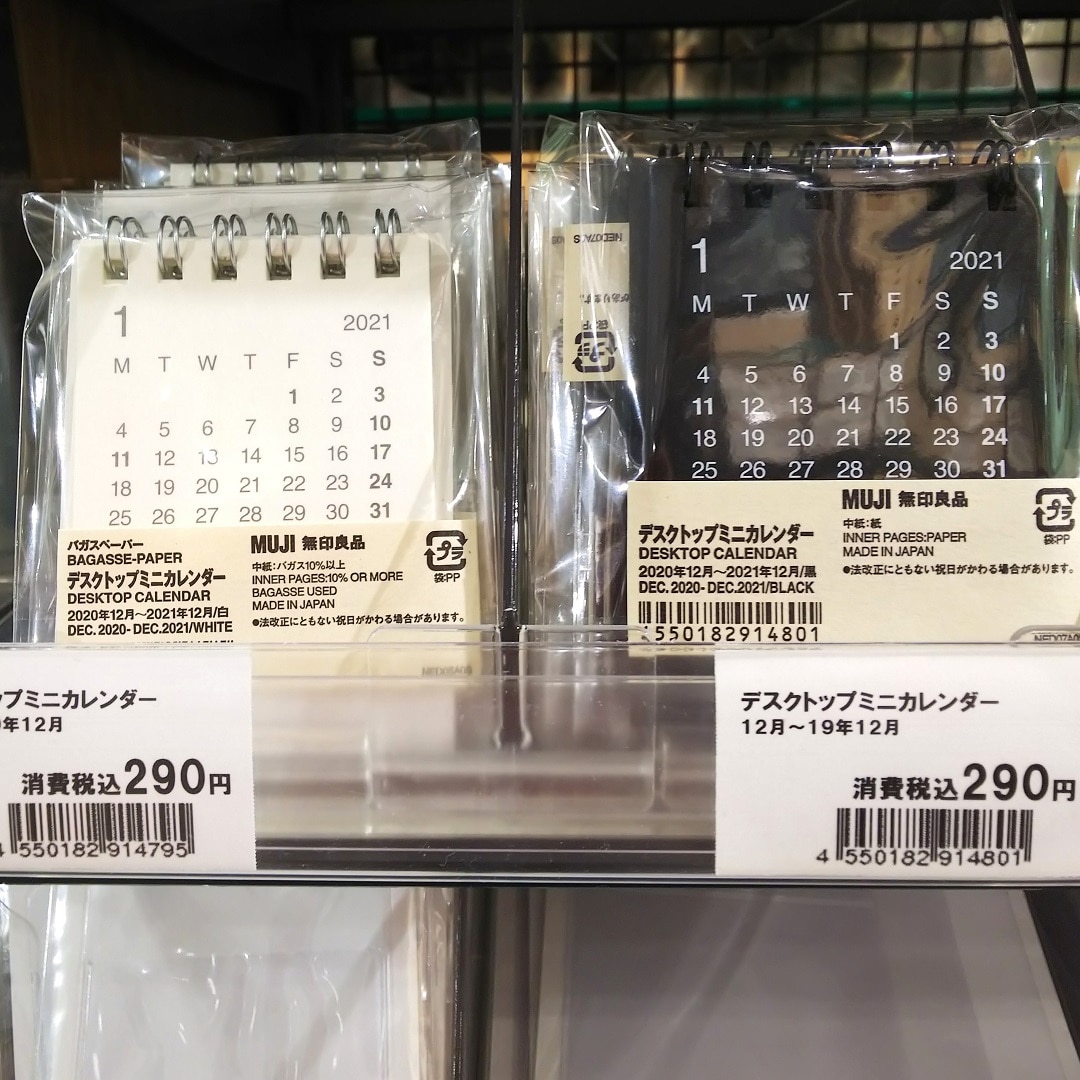 1
2021
M T W T F S S
1 2 3
4 5 6 7 8 9 10
11 12 13 14 15 16 17
18 19 20 21 22 23 24
25 26 27 28 29 30 31
バガスペーパー
BAGASSE-PAPER
デスクトップミニカレンダー
DESKTOP CALENDAR
2020年12月〜2021年12月/白
DEC. 2020- DEC.2021/WHITE
MUJI 無印良品
中紙:バガス10%以上
INNER PAGES:10% OR MORE
BAGASSE USED
MADE IN JAPAN
●法改正にともない祝日がかわる場合があります。
プラ
袋:PP
1
2021
M T W T F S S
1 2 3
4 5 6 7 8 9 10
11 12 13 14 15 16 17
18 19 20 21 22 23 24
25 26 27 28 29 30 31
デスクトップミニカレンダー
DESKTOP CALENDAR
2020年12月〜2021年12月/黒
DEC. 2020- DEC.2021/BLACK
550182914801
MUJI 無印良品
中紙:紙
INNER PAGES:PAPER
MADE IN JAPAN
●法改正にともない祝日がかわる場合があります。
プラ
袋:PP
があります。
袋:PP
プラ
プミニカレンダー
年12月
消費税込290円
4 550182 914795
デスクトップミニカレンダー
12月〜19年12月
消費税込290円
4 550182 914801